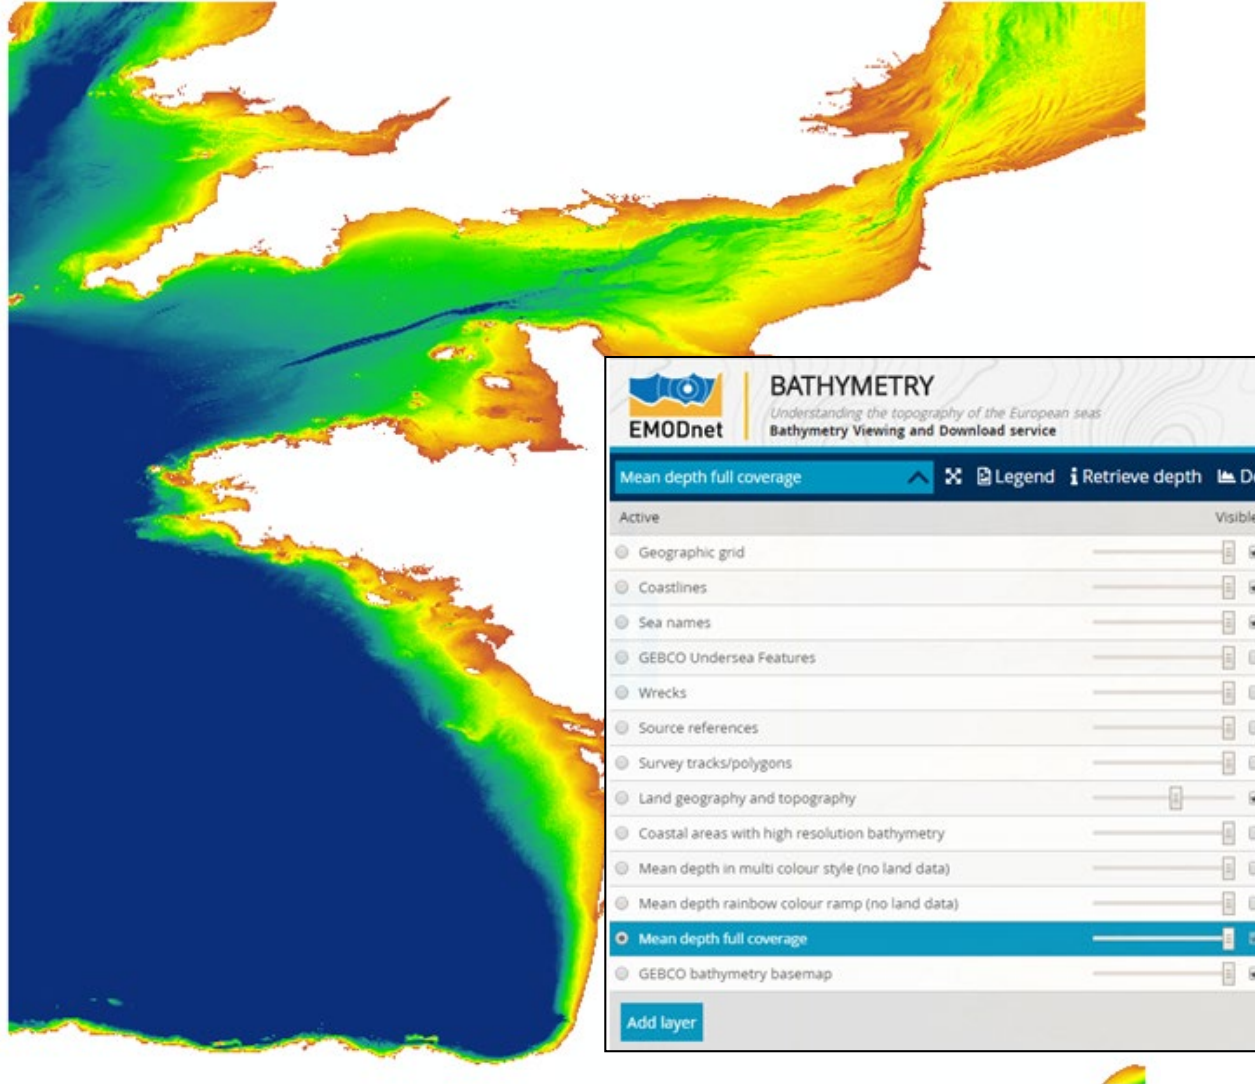 EMODnet
BATHYMETRY
Understanding the topography of the European seas
Bathymetry Viewing and Download service
Mean depth full coverage
Legend
Retrieve depth
Active
Visible
Geographic grid
Coastlines
Sea names
GEBCO Undersea Features
Wrecks
Source references
Survey tracks/polygons
Land geography and topography
Coastal areas with high resolution bathymetry
Mean depth in multi colour style (no land data)
Mean depth rainbow colour ramp (no land data)
Mean depth full coverage
GEBCO bathymetry basemap
Add layer